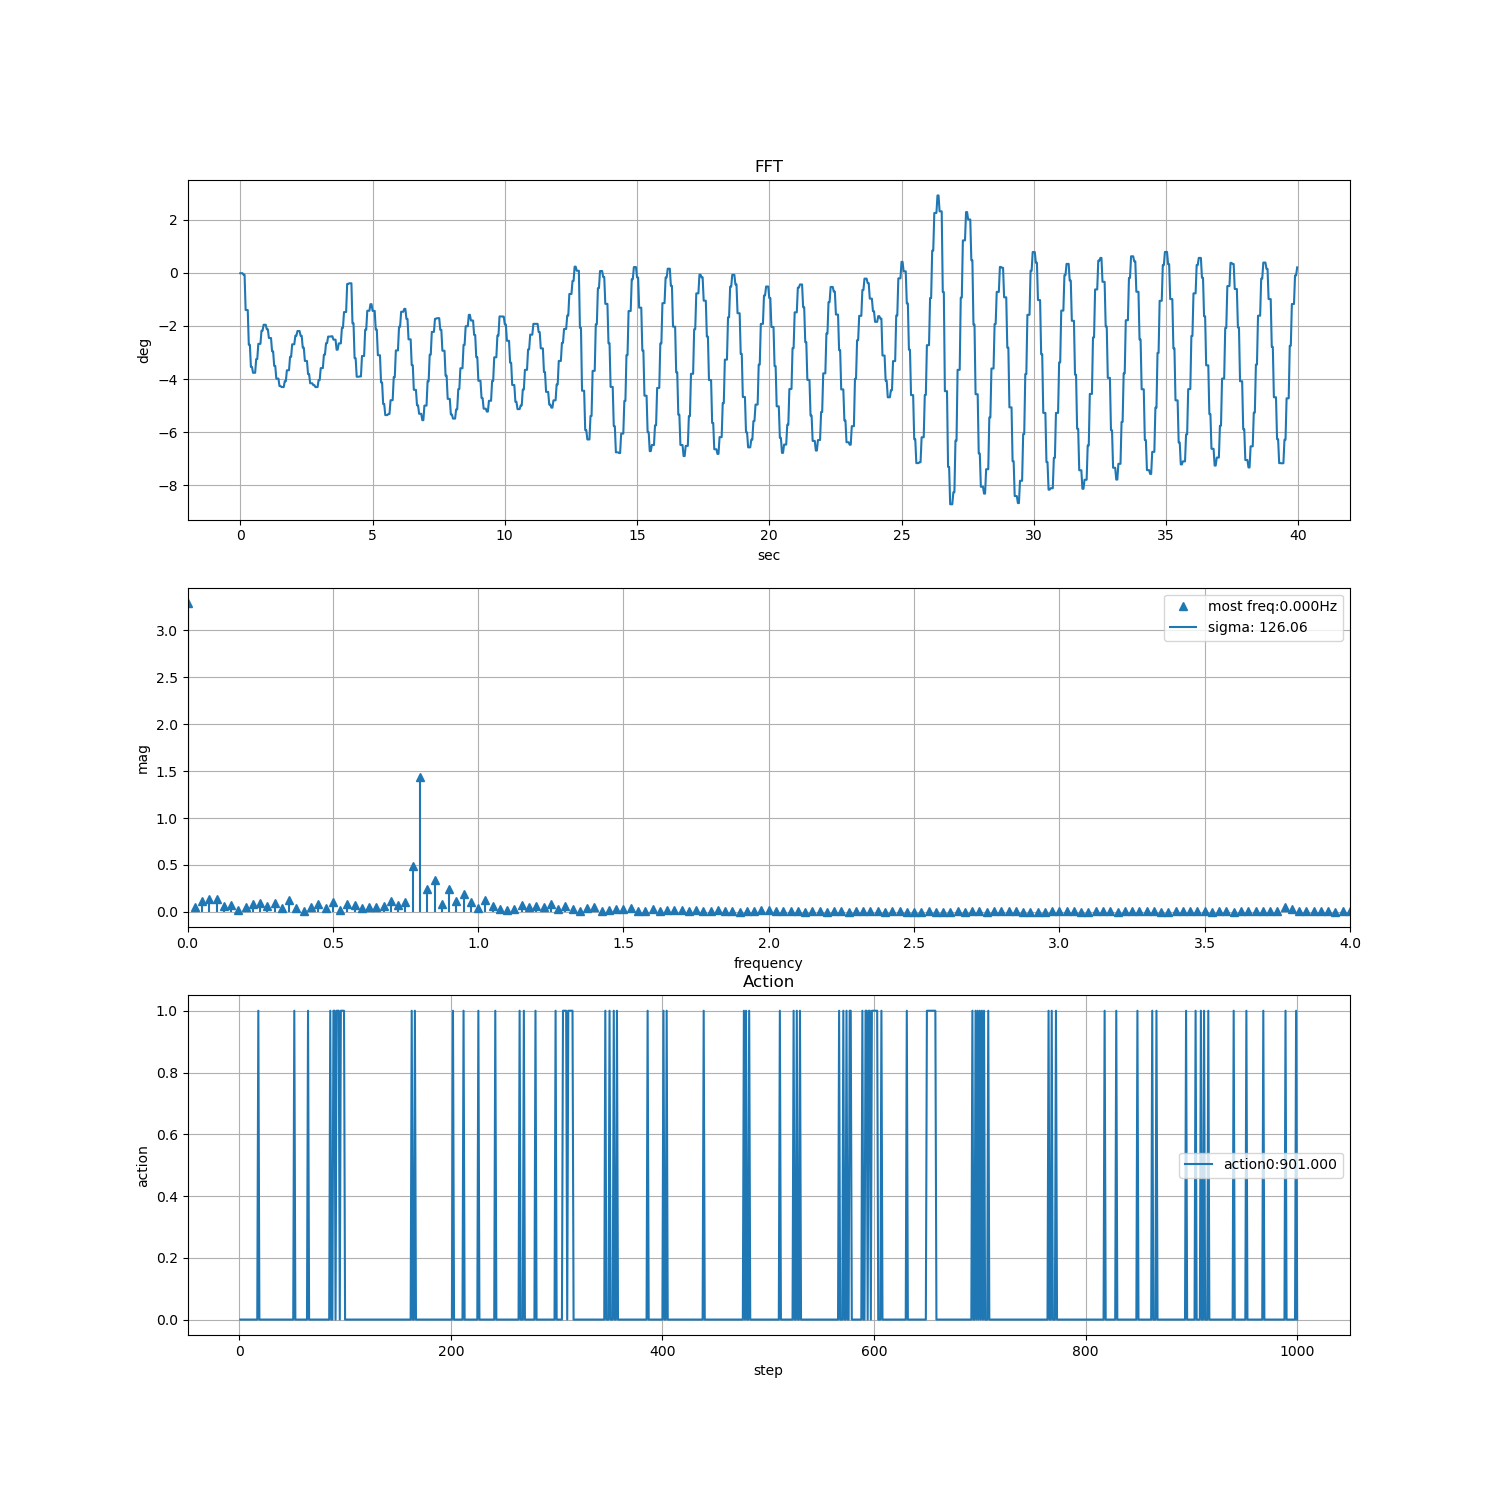 FFT
2
0
−2
−4
−6
−8
deg
0 5 10 15 20 25 30 35 40
sec
most freq:0.000Hz
sigma: 126.06
3.0
2.5
2.0
1.5
1.0
0.5
0.0
mag
0.0 0.5 1.0 1.5 2.0 2.5 3.0 3.5 4.0
frequency
Action
1.0
0.8
0.6
0.4
0.2
0.0
action
action0:901.000
0 200 400 600 800 1000
step